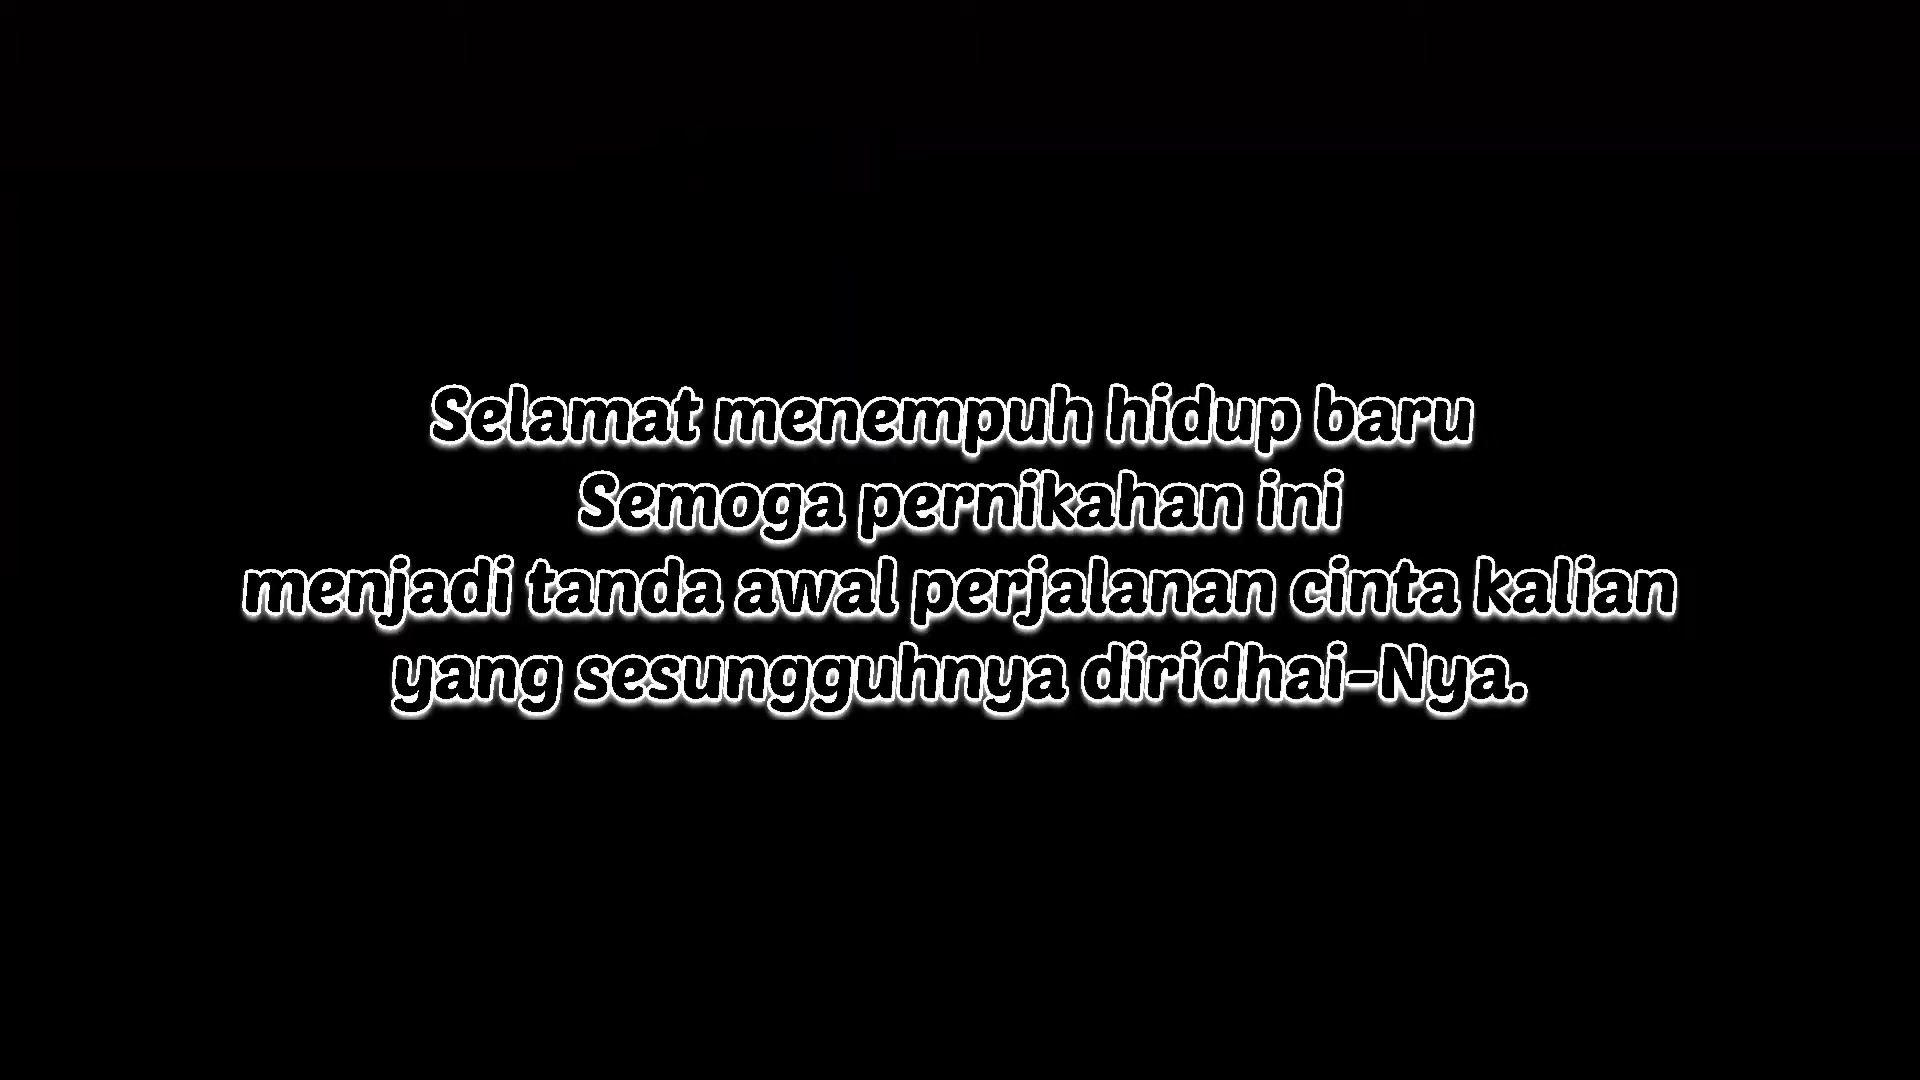 Selamat menempuh hidup baru
Semoga pernikahan ini
menjadi tanda awal perjalanan cinta kalian
yang sesungguhnya diridhai-Nya.